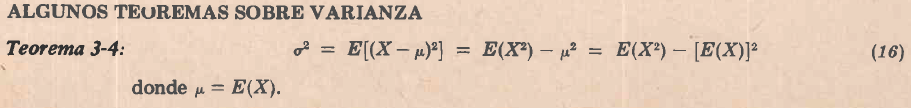 ALGUNOS TEOREMAS SOBRE VARIANZA
Teorema 3-4: σ² = E[(X − μ)²] = E(X²) − μ² = E(X²) − [E(X)]² (16)
donde μ = E(X).